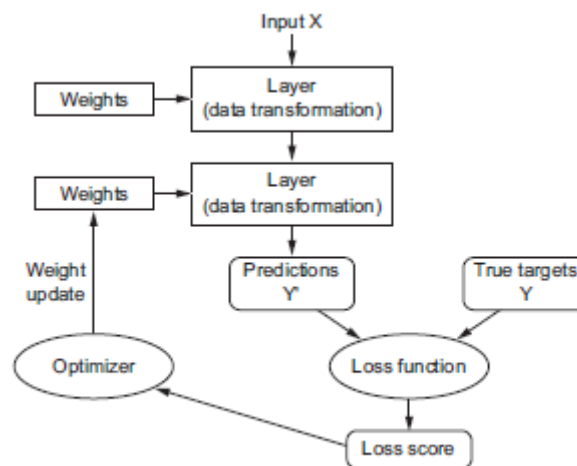 Input X
Weights
Layer
(data transformation)
Weights
Layer
(data transformation)
Weight
update
Predictions
Y'
True targets
Y
Optimizer
Loss function
Loss score